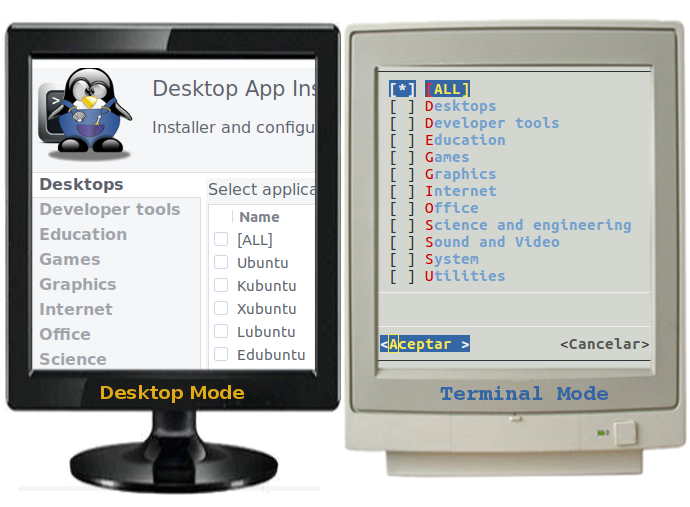 Desktop App Ins
Installer and configu
Desktops
Developer tools
Education
Games
Graphics
Internet
Office
Science
Select applica
Name
[ALL]
Ubuntu
Kubuntu
Xubuntu
Lubuntu
Edubuntu
Desktop Mode
[*] [ALL]
[ ] Desktops
[ ] Developer tools
[ ] Education
[ ] Games
[ ] Graphics
[ ] Internet
[ ] Office
[ ] Science and engineering
[ ] Sound and Video
[ ] System
[ ] Utilities
<Aceptar > <Cancelar>
Terminal Mode